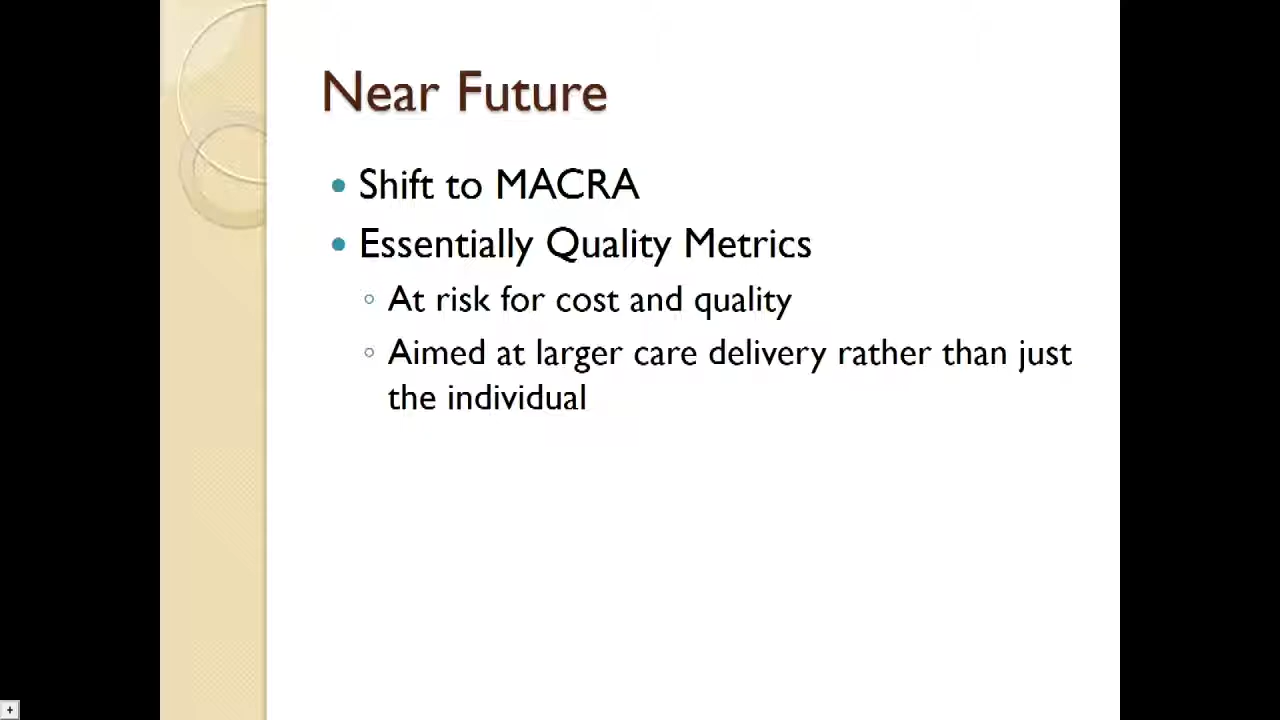 Near Future
• Shift to MACRA
• Essentially Quality Metrics
◦ At risk for cost and quality
◦ Aimed at larger care delivery rather than just
the individual
+